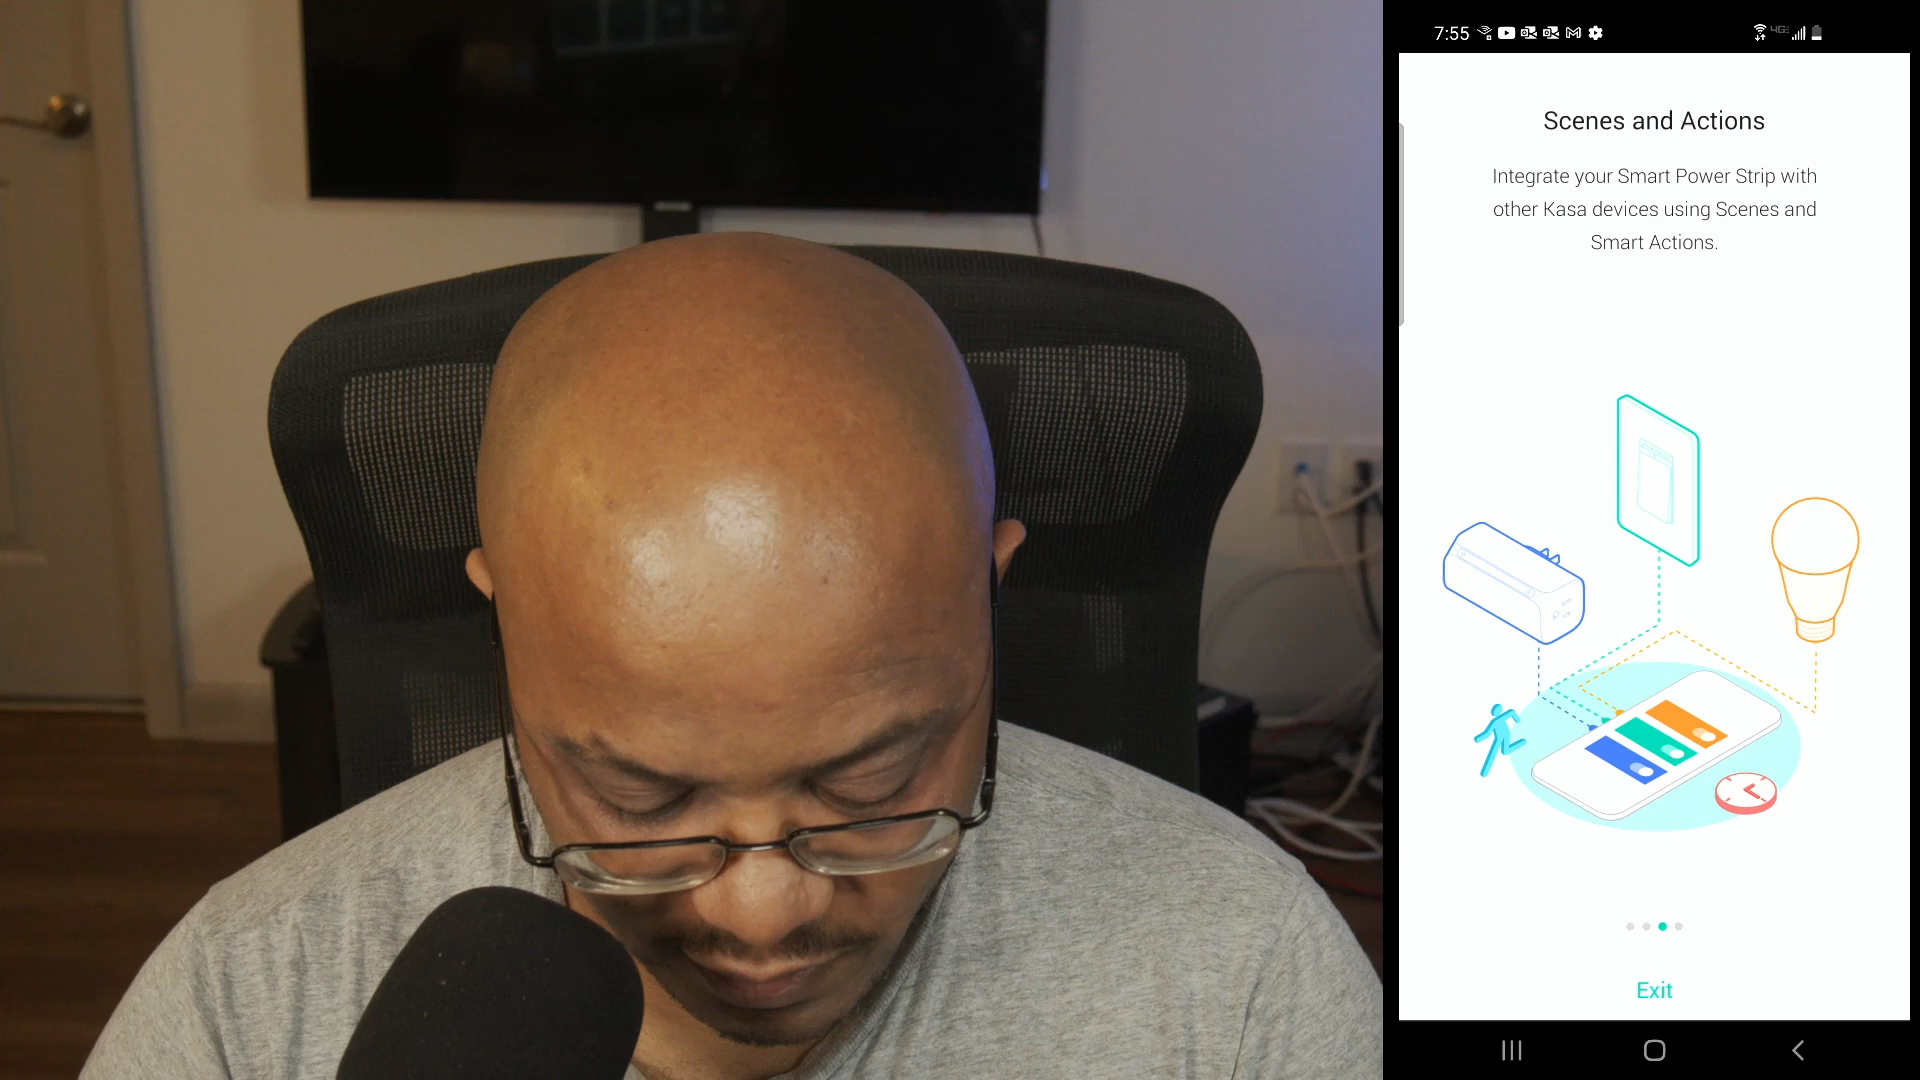 7:55
4GE
Scenes and Actions
Integrate your Smart Power Strip with
other Kasa devices using Scenes and
Smart Actions.
Exit